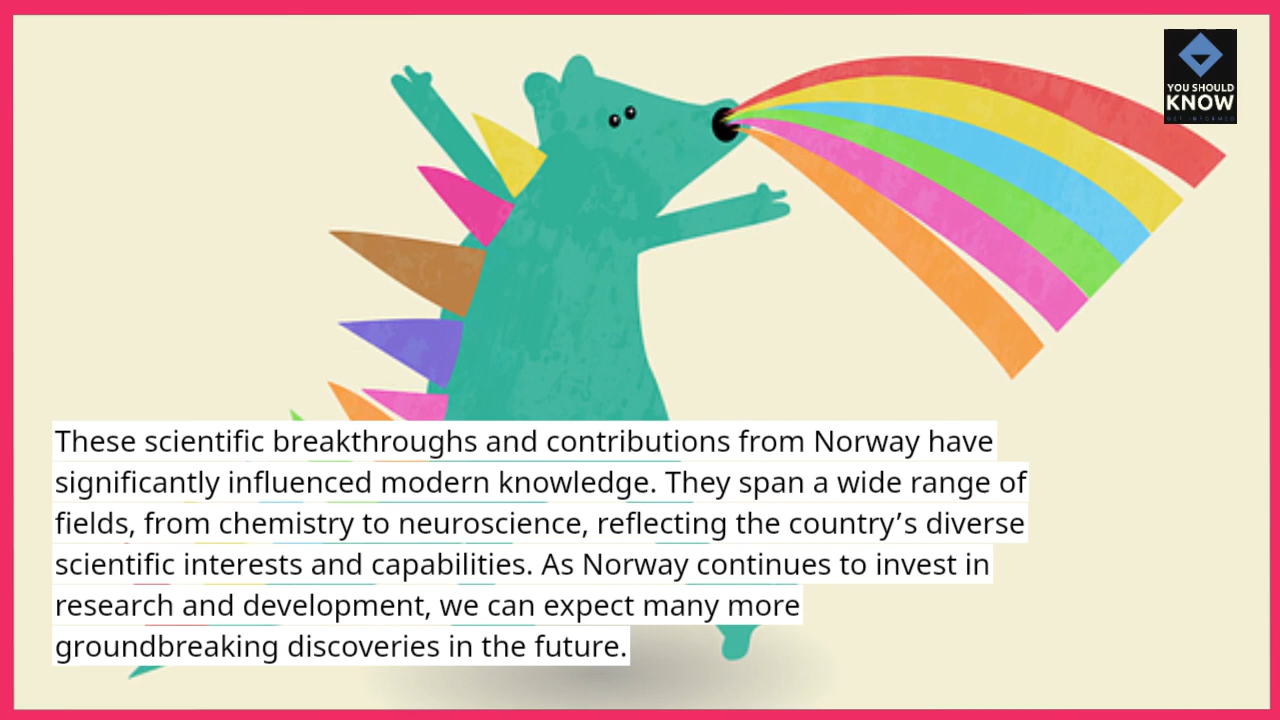 YOU SHOULD
KNOW
GET INFORMED
These scientific breakthroughs and contributions from Norway have
significantly influenced modern knowledge. They span a wide range of
fields, from chemistry to neuroscience, reflecting the country’s diverse
scientific interests and capabilities. As Norway continues to invest in
research and development, we can expect many more
groundbreaking discoveries in the future.